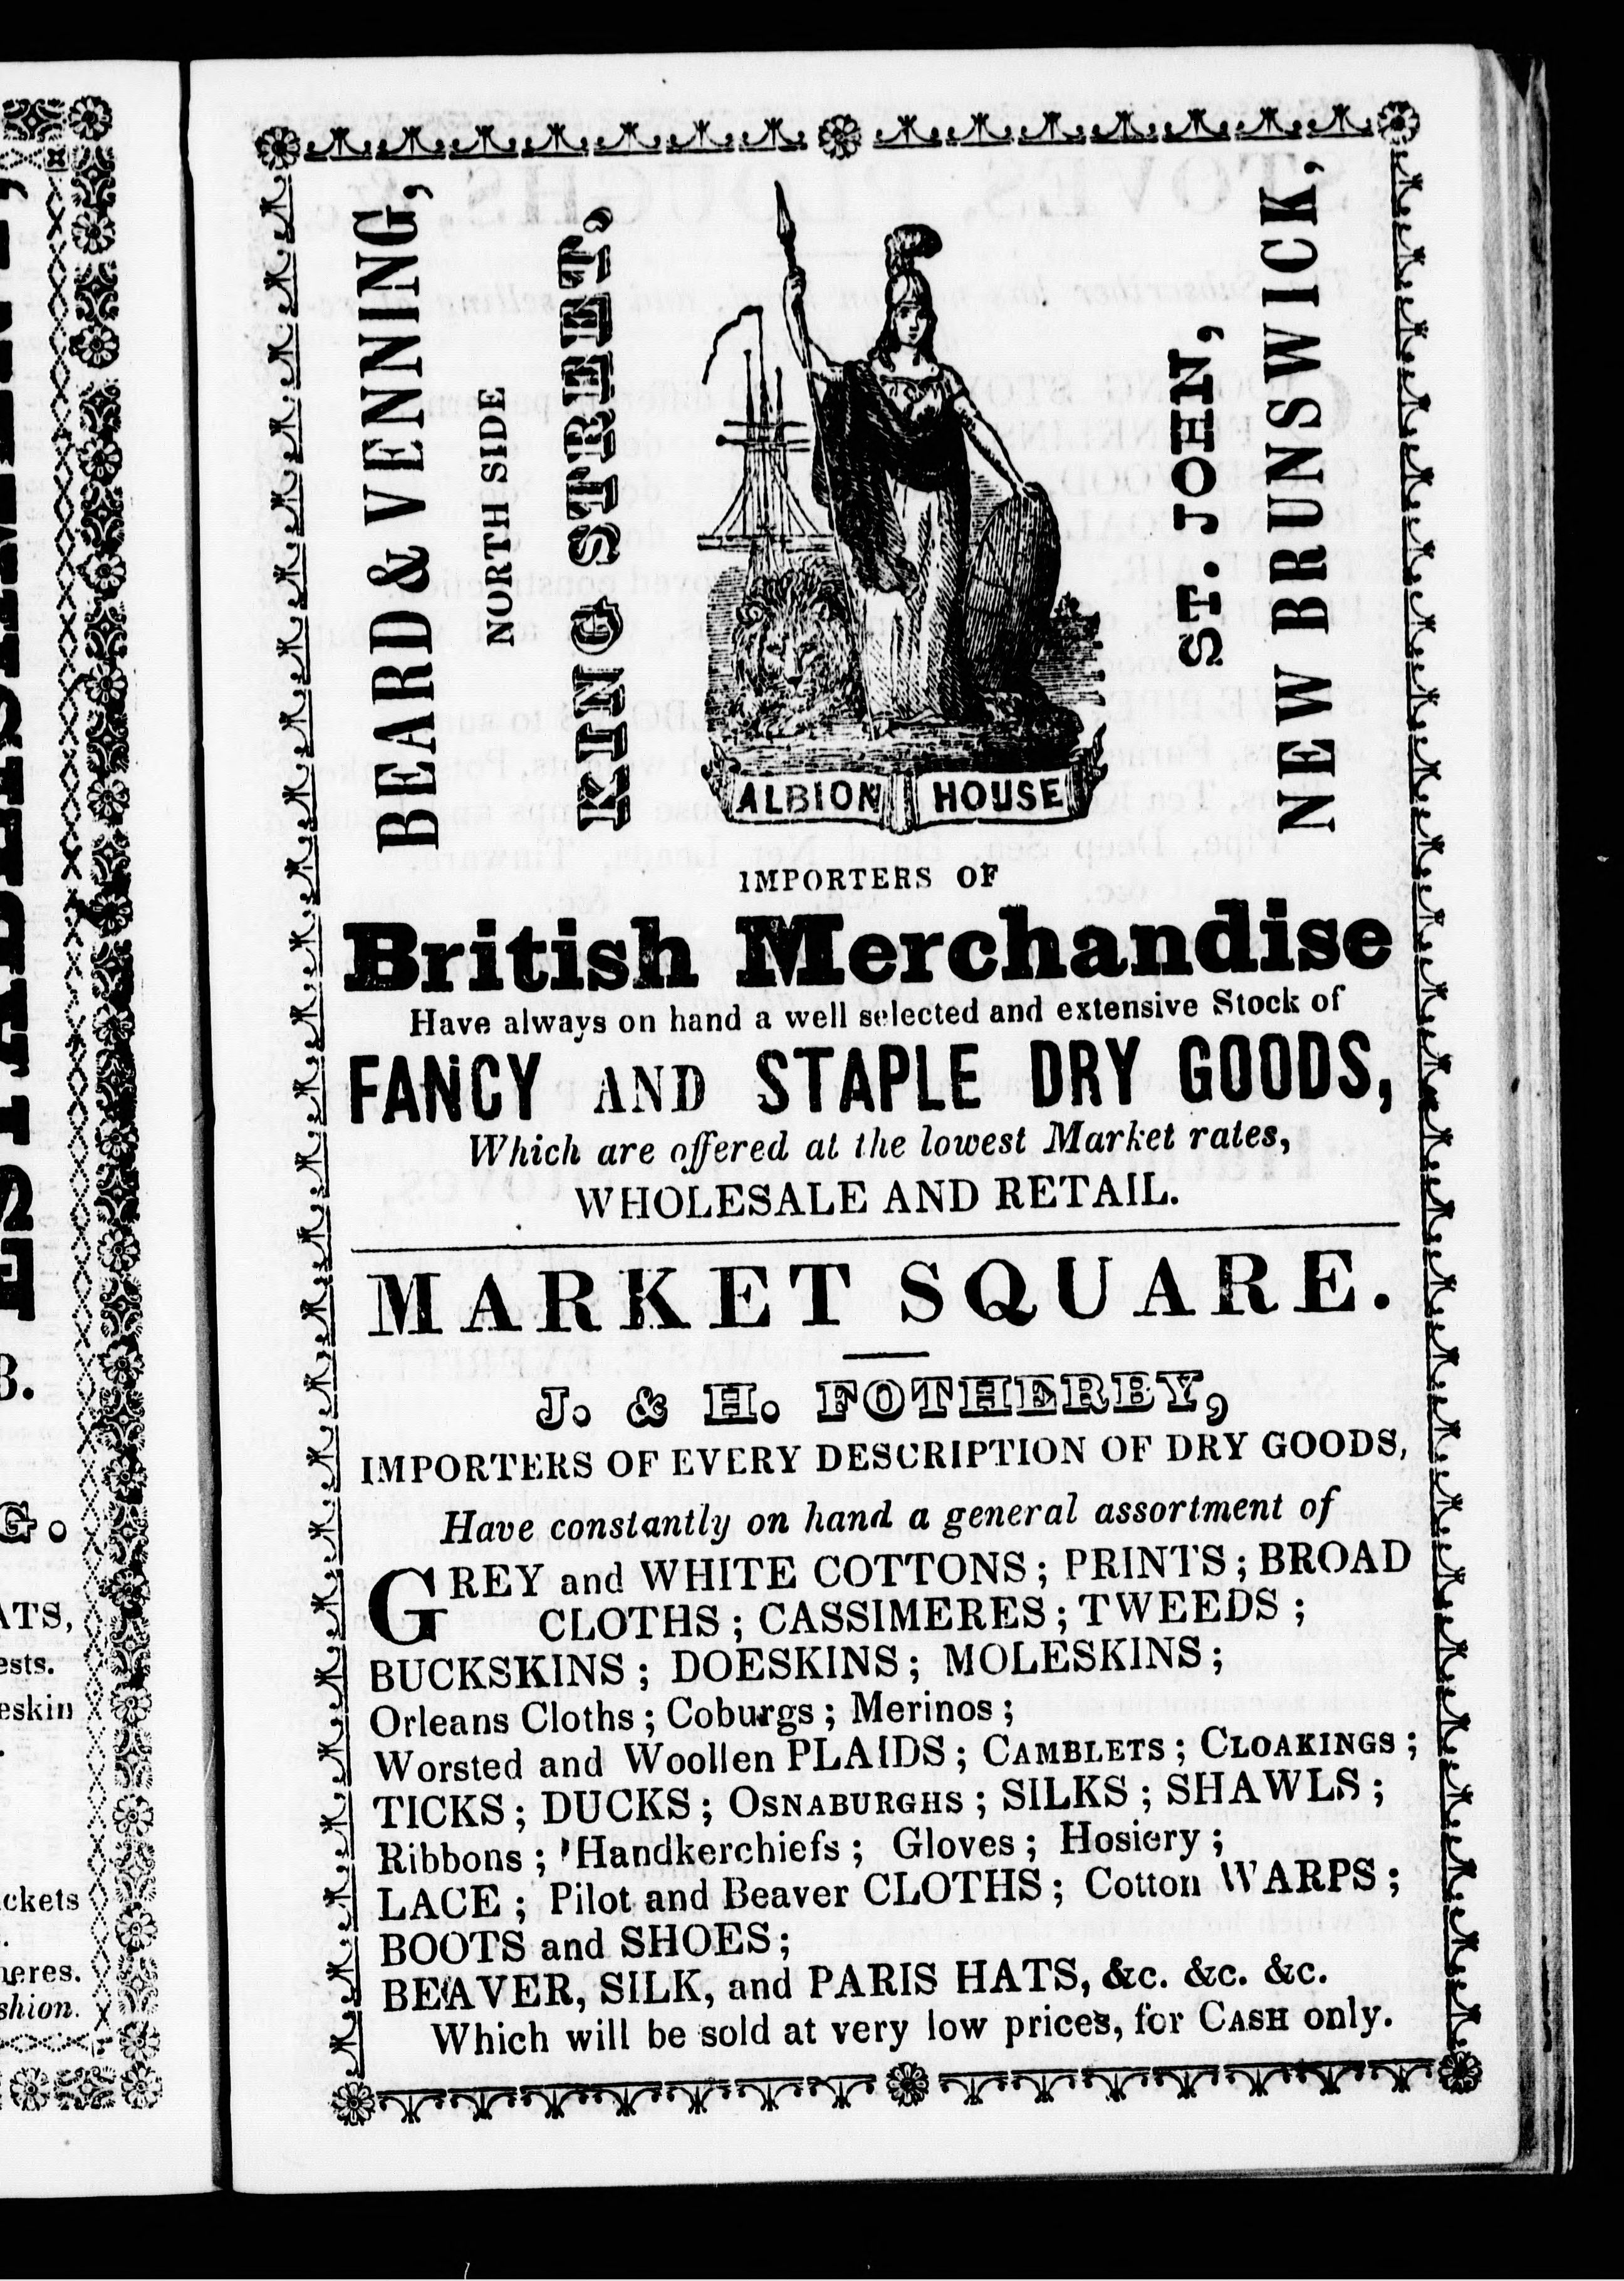 BEARD & VENNING,
NORTH SIDE
KING STREET,
ALBION HOUSE
ST. JOHN,
NEW BRUNSWICK,
IMPORTERS OF
British Merchandise
Have always on hand a well selected and extensive Stock of
FANCY AND STAPLE DRY GOODS,
Which are offered at the lowest Market rates,
WHOLESALE AND RETAIL.
MARKET SQUARE.
J. & H. FOTHERBY,
IMPORTERS OF EVERY DESCRIPTION OF DRY GOODS,
Have constantly on hand a general assortment of
GREY and WHITE COTTONS; PRINTS; BROAD
CLOTHS; CASSIMERES; TWEEDS;
BUCKSKINS; DOESKINS; MOLESKINS;
Orleans Cloths; Coburgs; Merinos;
Worsted and Woollen PLAIDS; CAMBLETS; CLOAKINGS;
TICKS; DUCKS; OSNABURGHS; SILKS; SHAWLS;
Ribbons; Handkerchiefs; Gloves; Hosiery;
LACE; Pilot and Beaver CLOTHS; Cotton WARPS;
BOOTS and SHOES;
BEAVER, SILK, and PARIS HATS, &c. &c. &c.
Which will be sold at very low prices, for CASH only.